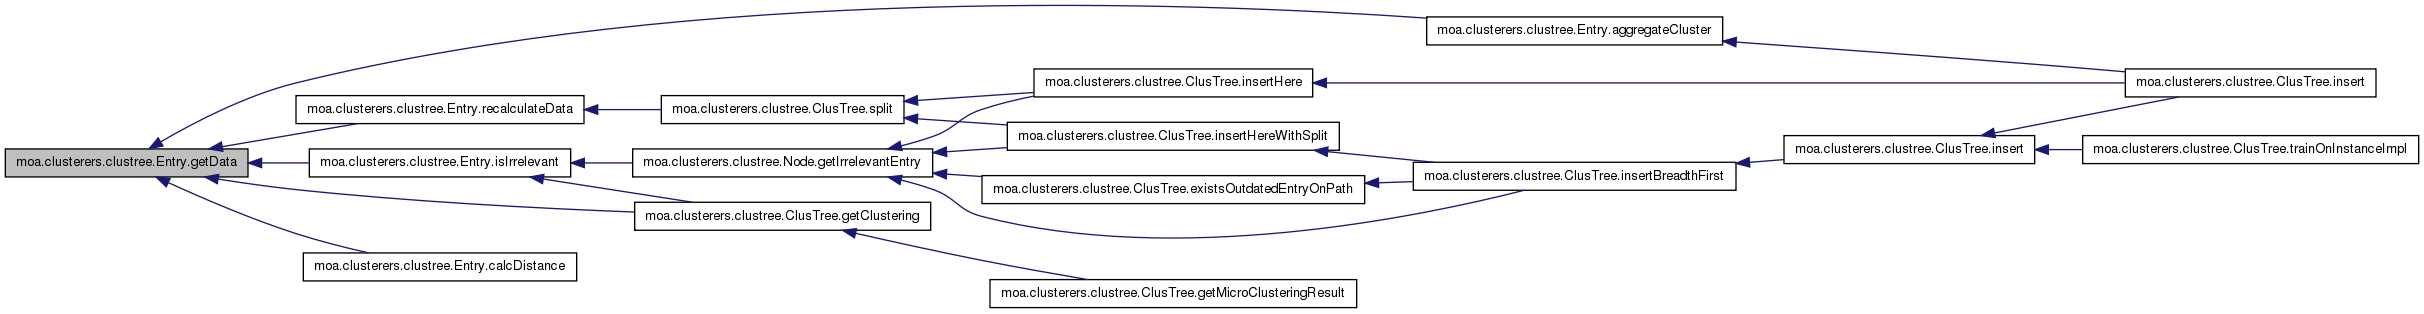 moa.clusterers.clustree.Entry.aggregateCluster
moa.clusterers.clustree.ClusTree.insertHere
moa.clusterers.clustree.ClusTree.insert
moa.clusterers.clustree.Entry.recalculateData
moa.clusterers.clustree.ClusTree.split
moa.clusterers.clustree.ClusTree.insertHereWithSplit
moa.clusterers.clustree.ClusTree.insert
moa.clusterers.clustree.ClusTree.trainOnInstanceImpl
moa.clusterers.clustree.Entry.getData
moa.clusterers.clustree.Entry.isIrrelevant
moa.clusterers.clustree.Node.getIrrelevantEntry
moa.clusterers.clustree.ClusTree.insertBreadthFirst
moa.clusterers.clustree.ClusTree.existsOutdatedEntryOnPath
moa.clusterers.clustree.ClusTree.getClustering
moa.clusterers.clustree.Entry.calcDistance
moa.clusterers.clustree.ClusTree.getMicroClusteringResult